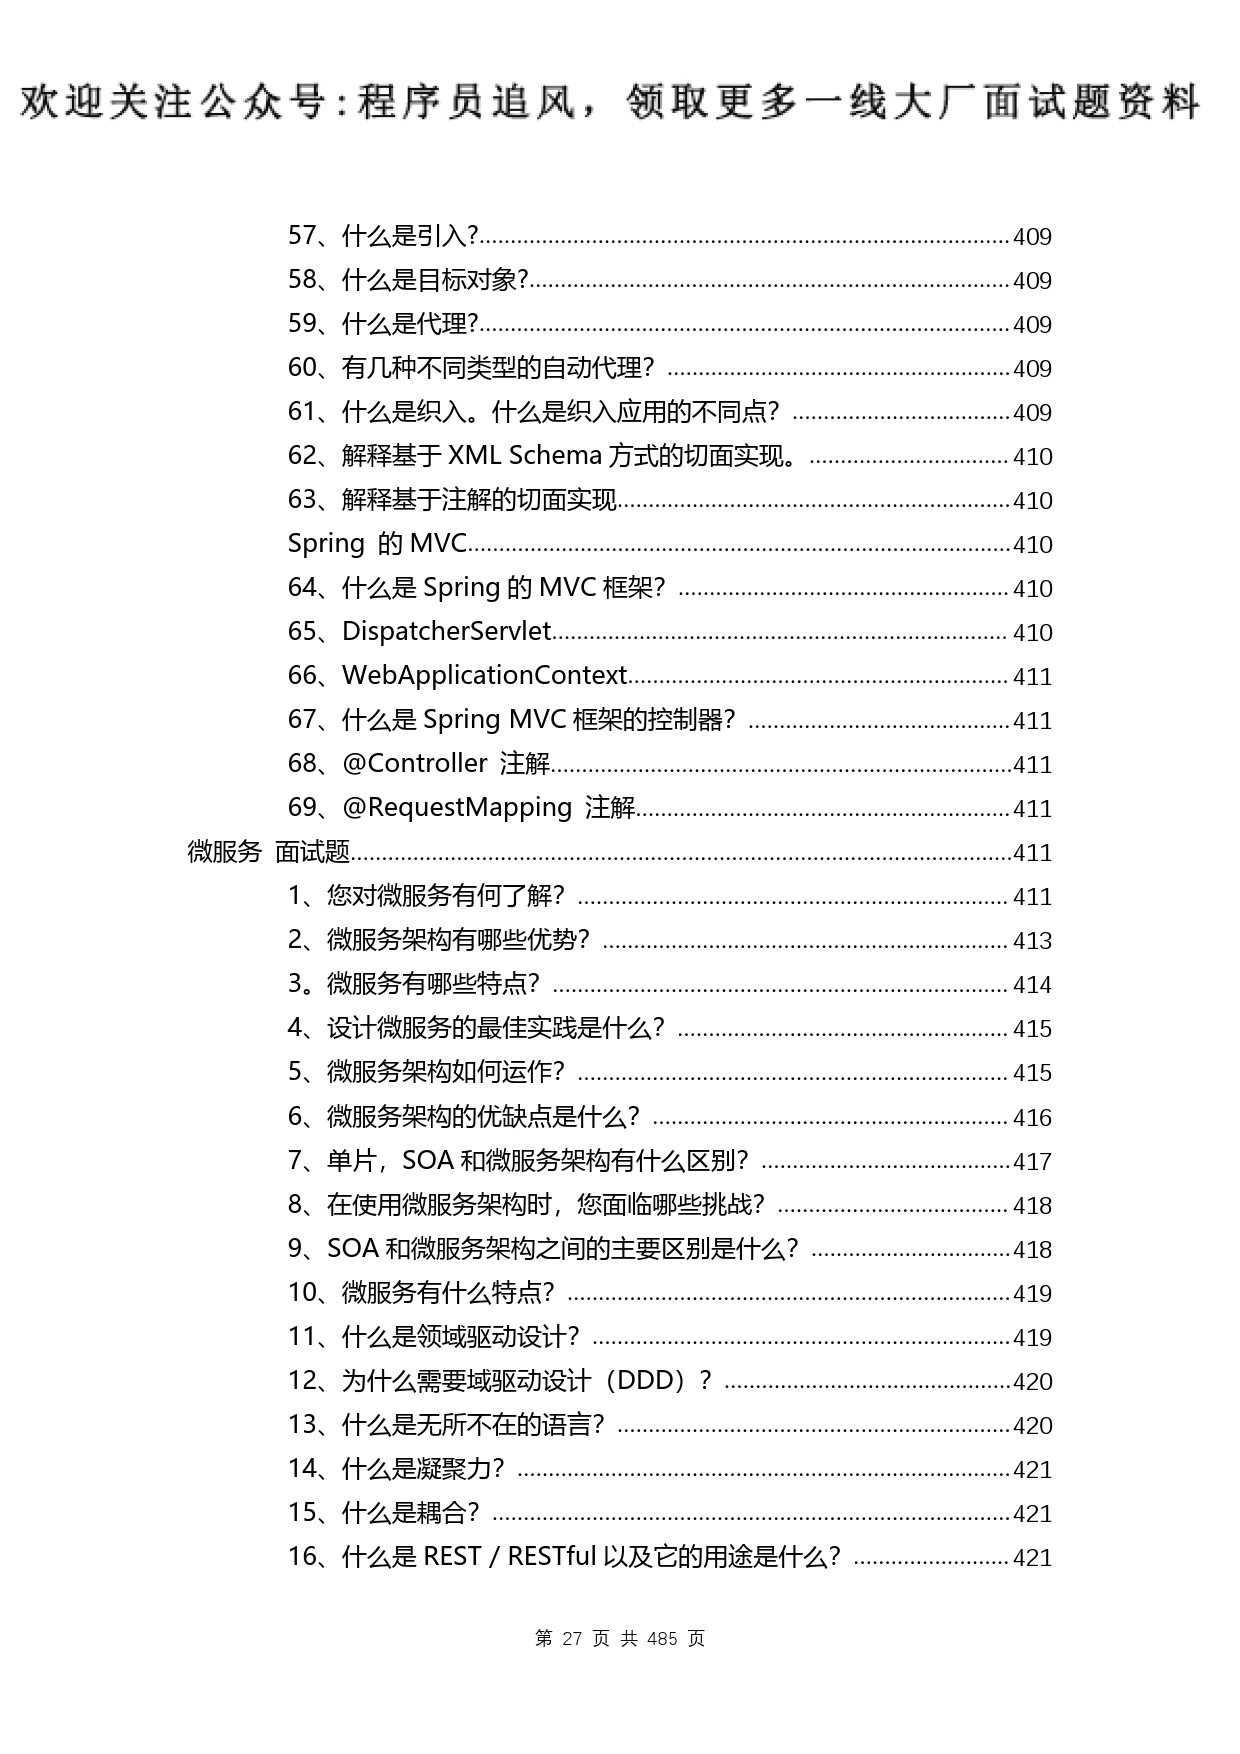 欢迎关注公众号:程序员追风，领取更多一线大厂面试题资料
57、什么是引入?........................................409
58、什么是目标对象?........................................409
59、什么是代理?........................................409
60、有几种不同类型的自动代理？........................................409
61、什么是织入。什么是织入应用的不同点？........................................409
62、解释基于 XML Schema 方式的切面实现。........................................410
63、解释基于注解的切面实现........................................410
Spring 的 MVC........................................410
64、什么是 Spring 的 MVC 框架？........................................410
65、DispatcherServlet........................................410
66、WebApplicationContext........................................411
67、什么是 Spring MVC 框架的控制器？........................................411
68、@Controller 注解........................................411
69、@RequestMapping 注解........................................411
微服务 面试题........................................411
1、您对微服务有何了解？........................................411
2、微服务架构有哪些优势？........................................413
3。微服务有哪些特点？........................................414
4、设计微服务的最佳实践是什么？........................................415
5、微服务架构如何运作？........................................415
6、微服务架构的优缺点是什么？........................................416
7、单片，SOA 和微服务架构有什么区别？........................................417
8、在使用微服务架构时，您面临哪些挑战？........................................418
9、SOA 和微服务架构之间的主要区别是什么？........................................418
10、微服务有什么特点？........................................419
11、什么是领域驱动设计？........................................419
12、为什么需要域驱动设计（DDD）？........................................420
13、什么是无所不在的语言？........................................420
14、什么是凝聚力？........................................421
15、什么是耦合？........................................421
16、什么是 REST / RESTful 以及它的用途是什么？........................................421
第 27 页 共 485 页